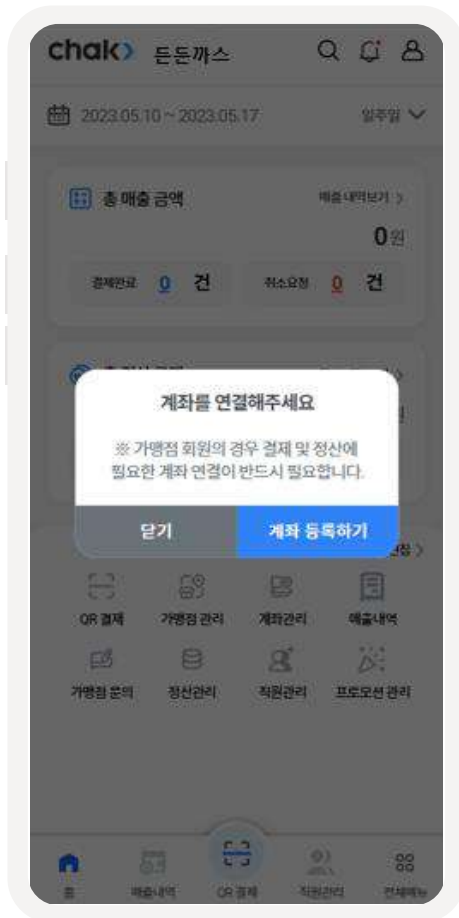 chak 든든까스
2023.05.10 ~ 2023.05.17 일주일
총 매출 금액 매출 내역보기 >
0원
결제완료 0 건 취소요청 0 건
계좌를 연결해주세요
※ 가맹점 회원의 경우 결제 및 정산에
필요한 계좌 연결이 반드시 필요합니다.
닫기 계좌 등록하기
QR 결제 가맹점 관리 계좌관리 매출내역
가맹점 문의 정산관리 직원관리 프로모션 관리
홈 매출내역 QR 결제 직원관리 전체메뉴